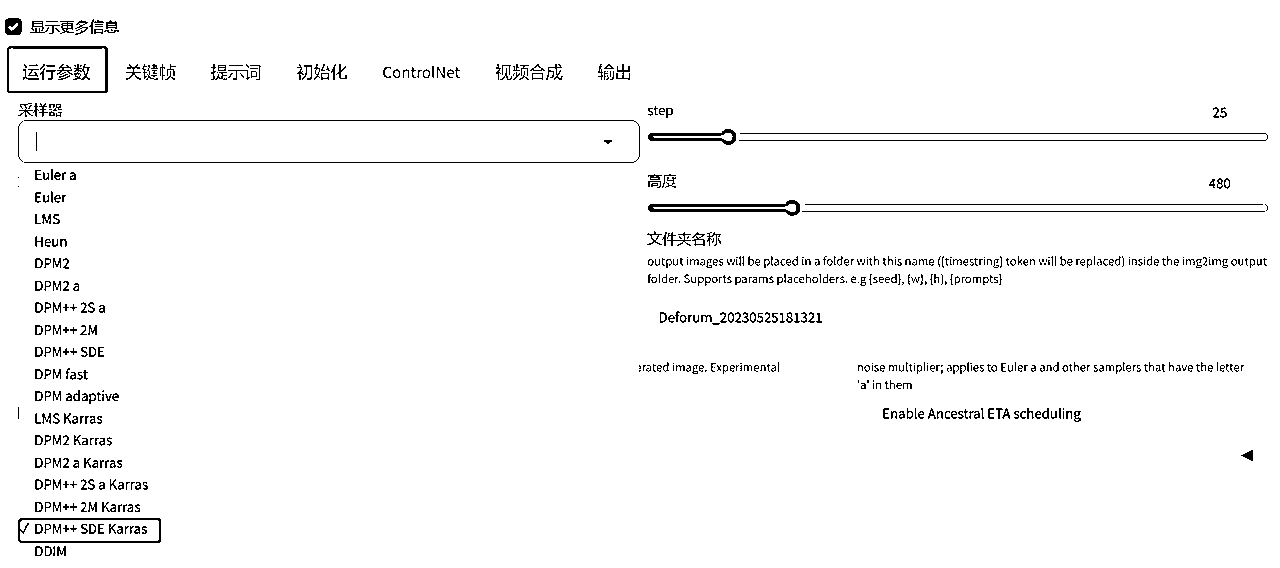 显示更多信息
运行参数 关键帧 提示词 初始化 ControlNet 视频合成 输出
采样器
Euler a
Euler
LMS
Heun
DPM2
DPM2 a
DPM++ 2S a
DPM++ 2M
DPM++ SDE
DPM fast
DPM adaptive
LMS Karras
DPM2 Karras
DPM2 a Karras
DPM++ 2S a Karras
DPM++ 2M Karras
DPM++ SDE Karras
DDIM
step 25
高度 480
文件夹名称
output images will be placed in a folder with this name ({timestring} token will be replaced) inside the img2img output
folder. Supports params placeholders. e.g {seed}, {w}, {h}, {prompts}
Deforum_20230525181321
erated image. Experimental
noise multiplier; applies to Euler a and other samplers that have the letter
'a' in them
Enable Ancestral ETA scheduling